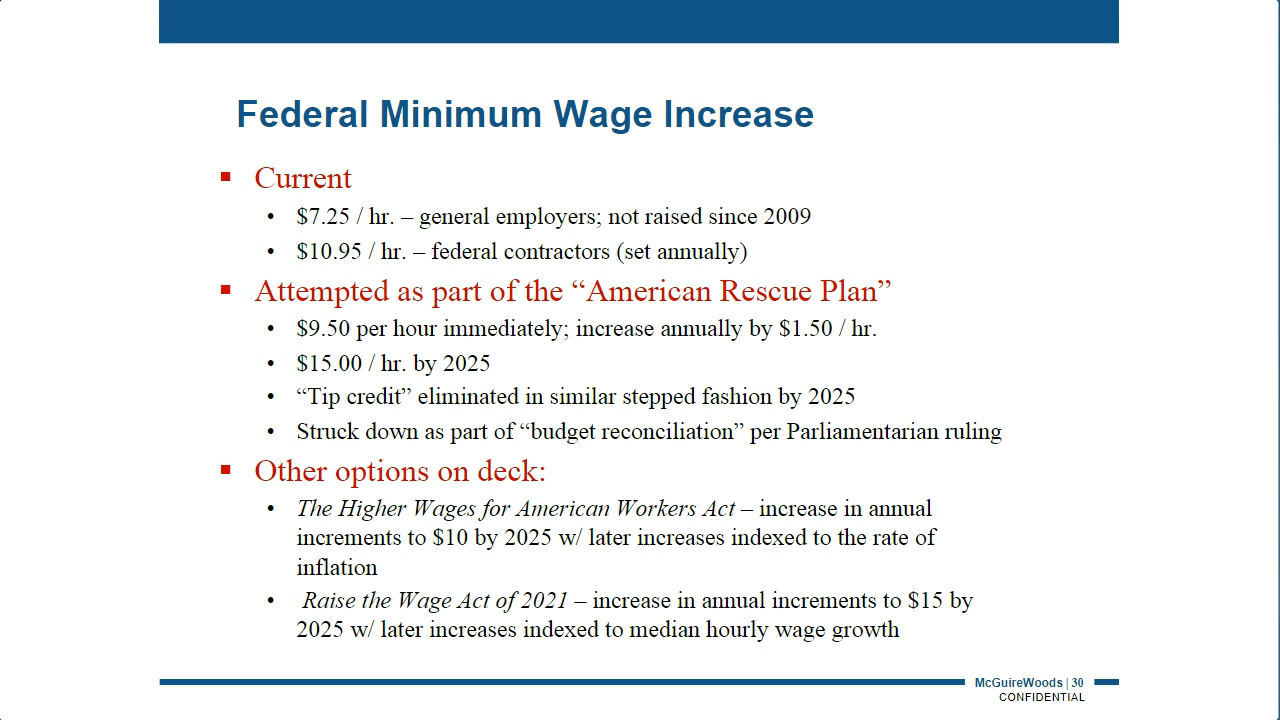 Federal Minimum Wage Increase
▪ Current
• $7.25 / hr. – general employers; not raised since 2009
• $10.95 / hr. – federal contractors (set annually)
▪ Attempted as part of the “American Rescue Plan”
• $9.50 per hour immediately; increase annually by $1.50 / hr.
• $15.00 / hr. by 2025
• “Tip credit” eliminated in similar stepped fashion by 2025
• Struck down as part of “budget reconciliation” per Parliamentarian ruling
▪ Other options on deck:
• The Higher Wages for American Workers Act – increase in annual
increments to $10 by 2025 w/ later increases indexed to the rate of
inflation
• Raise the Wage Act of 2021 – increase in annual increments to $15 by
2025 w/ later increases indexed to median hourly wage growth
McGuireWoods | 30
CONFIDENTIAL